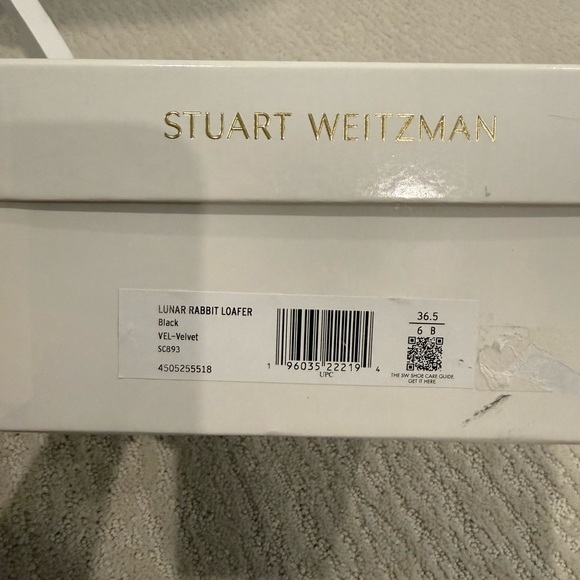 STUART WEITZMAN
LUNAR RABBIT LOAFER
Black
VEL-Velvet
SC893
4505255518
1 96035 22219 4
UPC
36.5
6 B
THE SW SHOE CARE GUIDE,
GET IT HERE